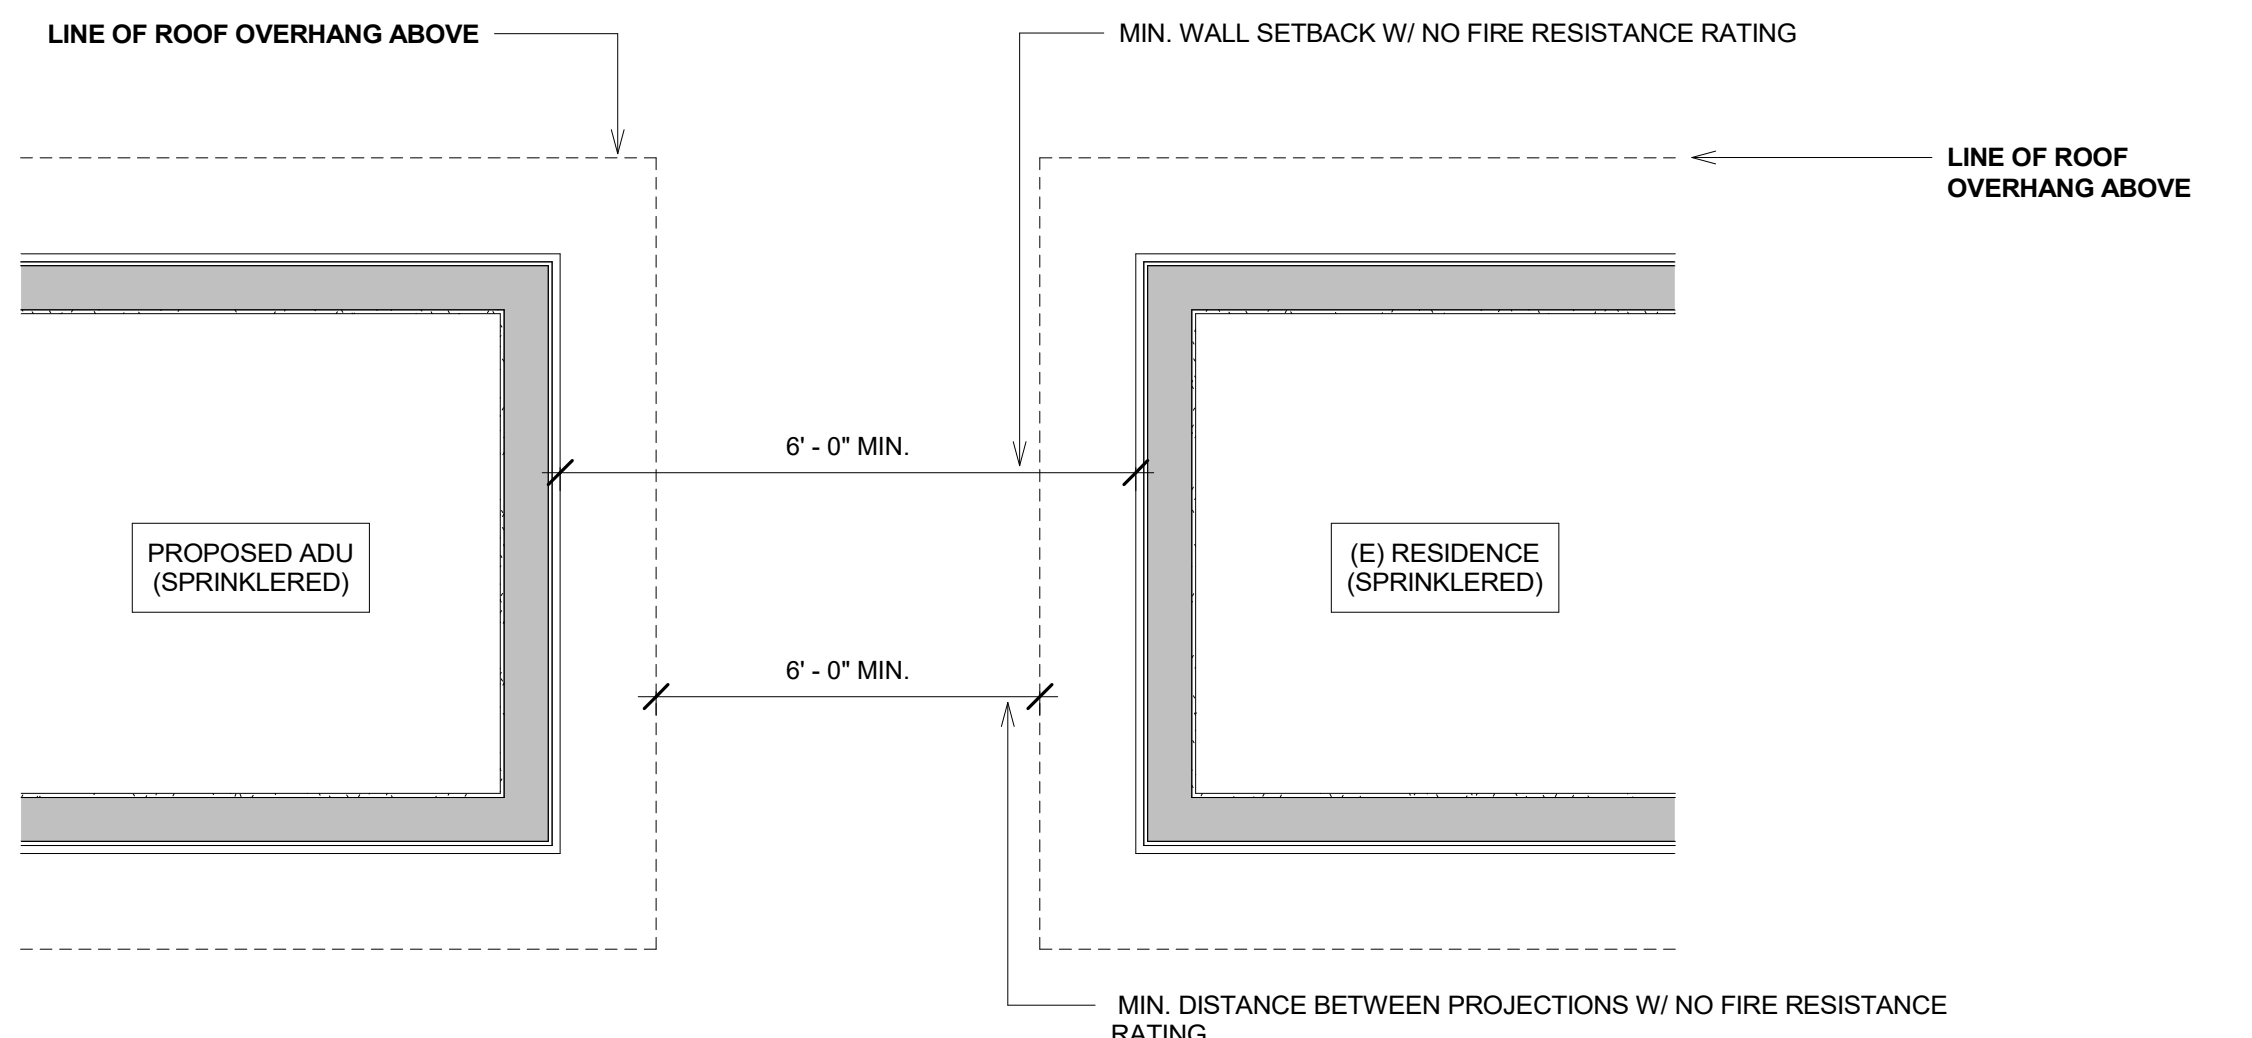 LINE OF ROOF OVERHANG ABOVE
MIN. WALL SETBACK W/ NO FIRE RESISTANCE RATING
LINE OF ROOF
OVERHANG ABOVE
6' - 0" MIN.
PROPOSED ADU
(SPRINKLERED)
(E) RESIDENCE
(SPRINKLERED)
6' - 0" MIN.
MIN. DISTANCE BETWEEN PROJECTIONS W/ NO FIRE RESISTANCE
RATING